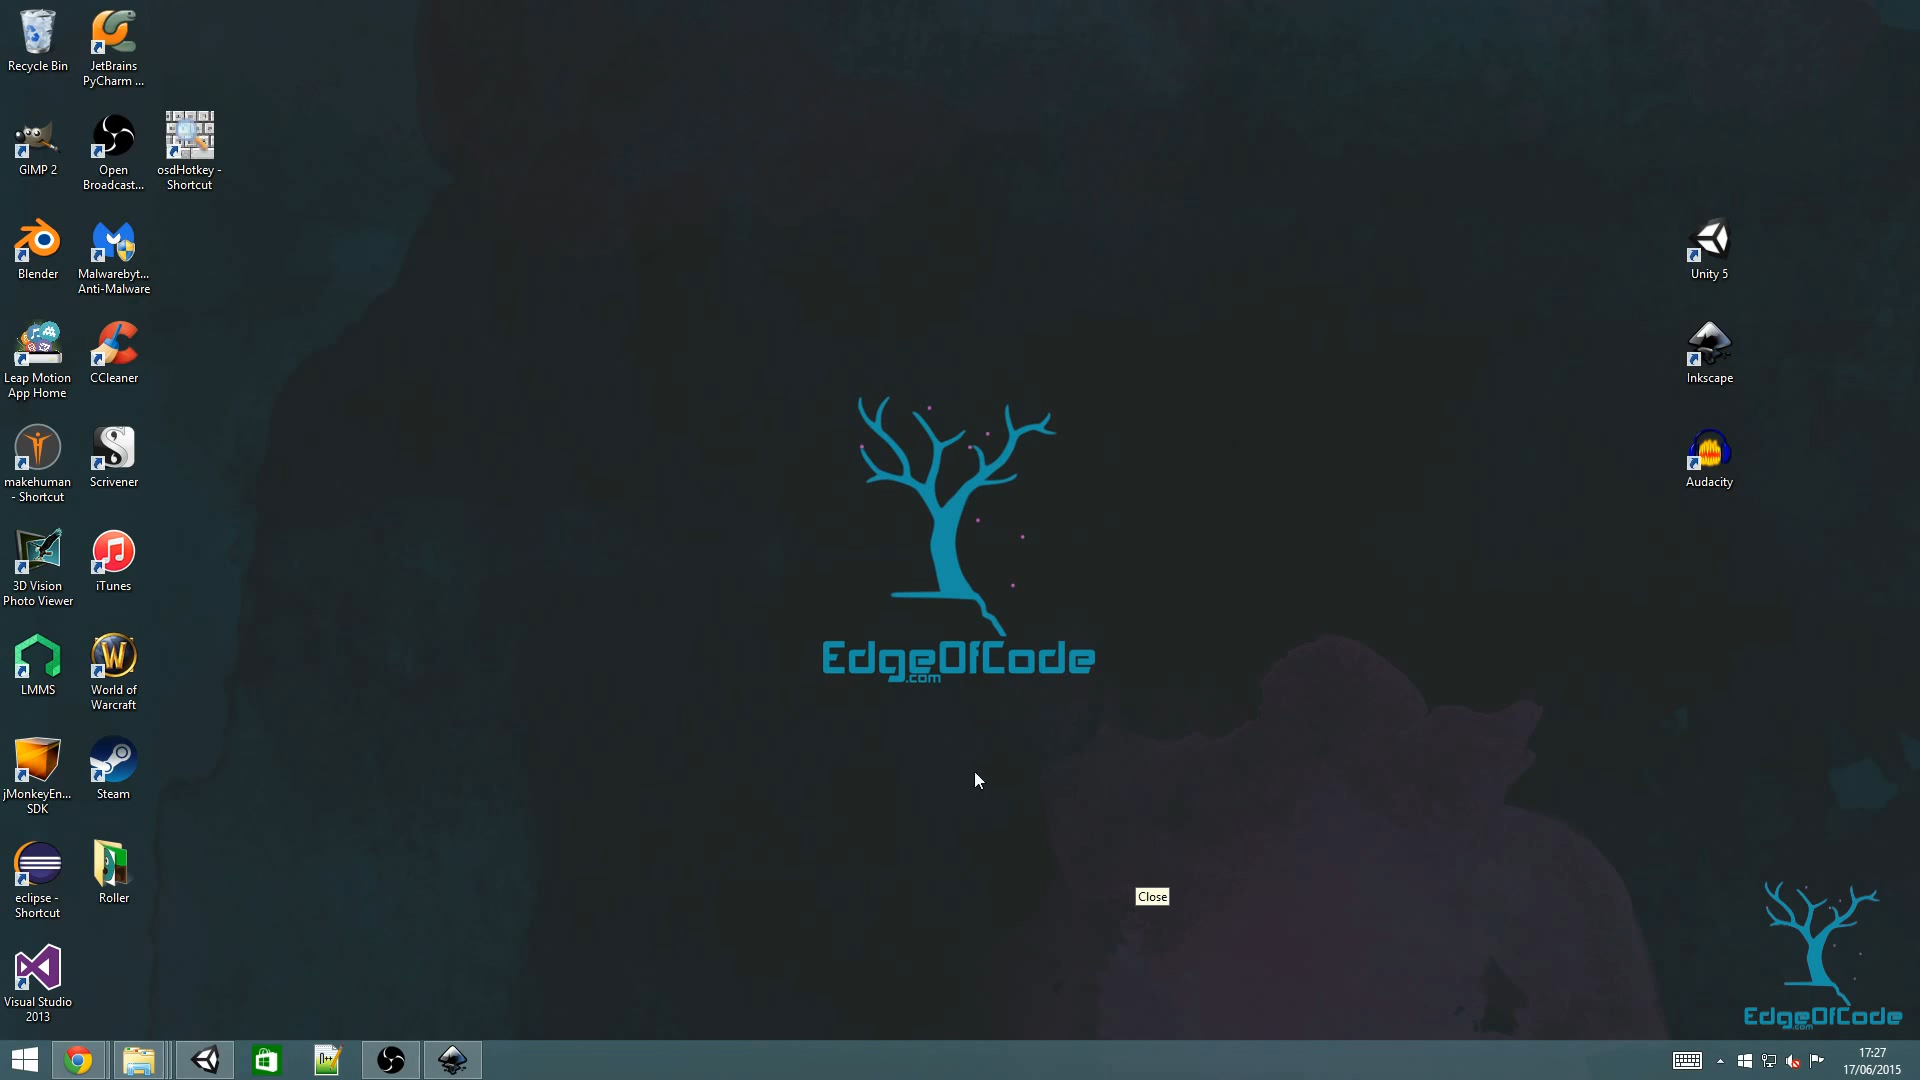 Recycle Bin
JetBrains
PyCharm ...
GIMP 2
Open
Broadcast...
osdHotkey -
Shortcut
Blender
Malwarebyt...
Anti-Malware
Leap Motion
App Home
CCleaner
makehuman
- Shortcut
Scrivener
3D Vision
Photo Viewer
iTunes
LMMS
World of
Warcraft
jMonkeyEn...
SDK
Steam
eclipse -
Shortcut
Roller
Visual Studio
2013
Unity 5
Inkscape
Audacity
EdgeOfCode
.com
Close
EdgeOfCode
.com
17:27
17/06/2015